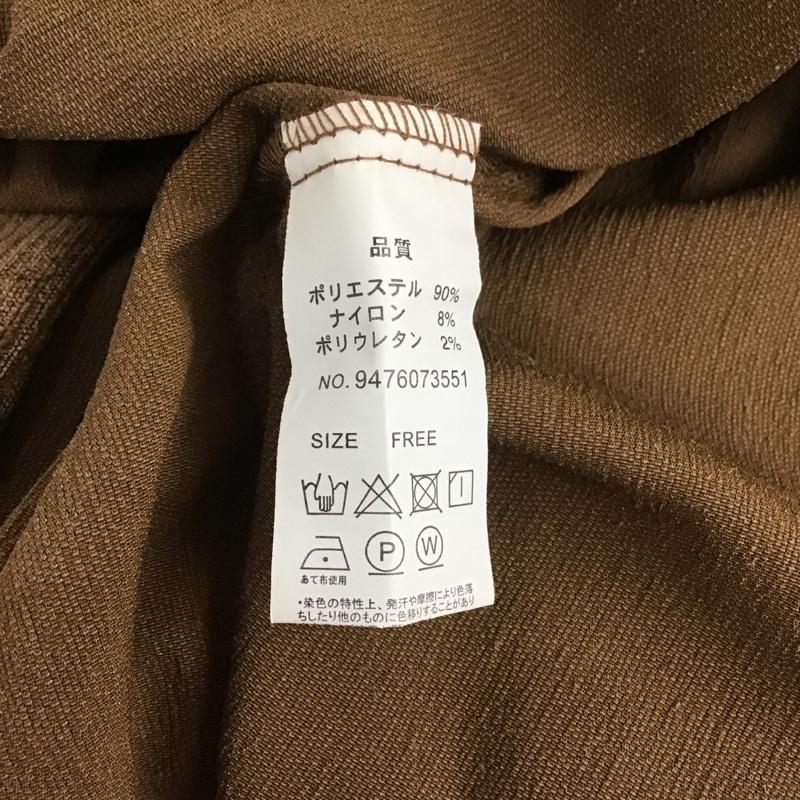 品質
ポリエステル 90%
ナイロン 8%
ポリウレタン 2%
NO. 9476073551
SIZE FREE
P W
あて布使用
・染色の特性上、発汗や摩擦により色落
ちしたり他のものに色移りすることがあり